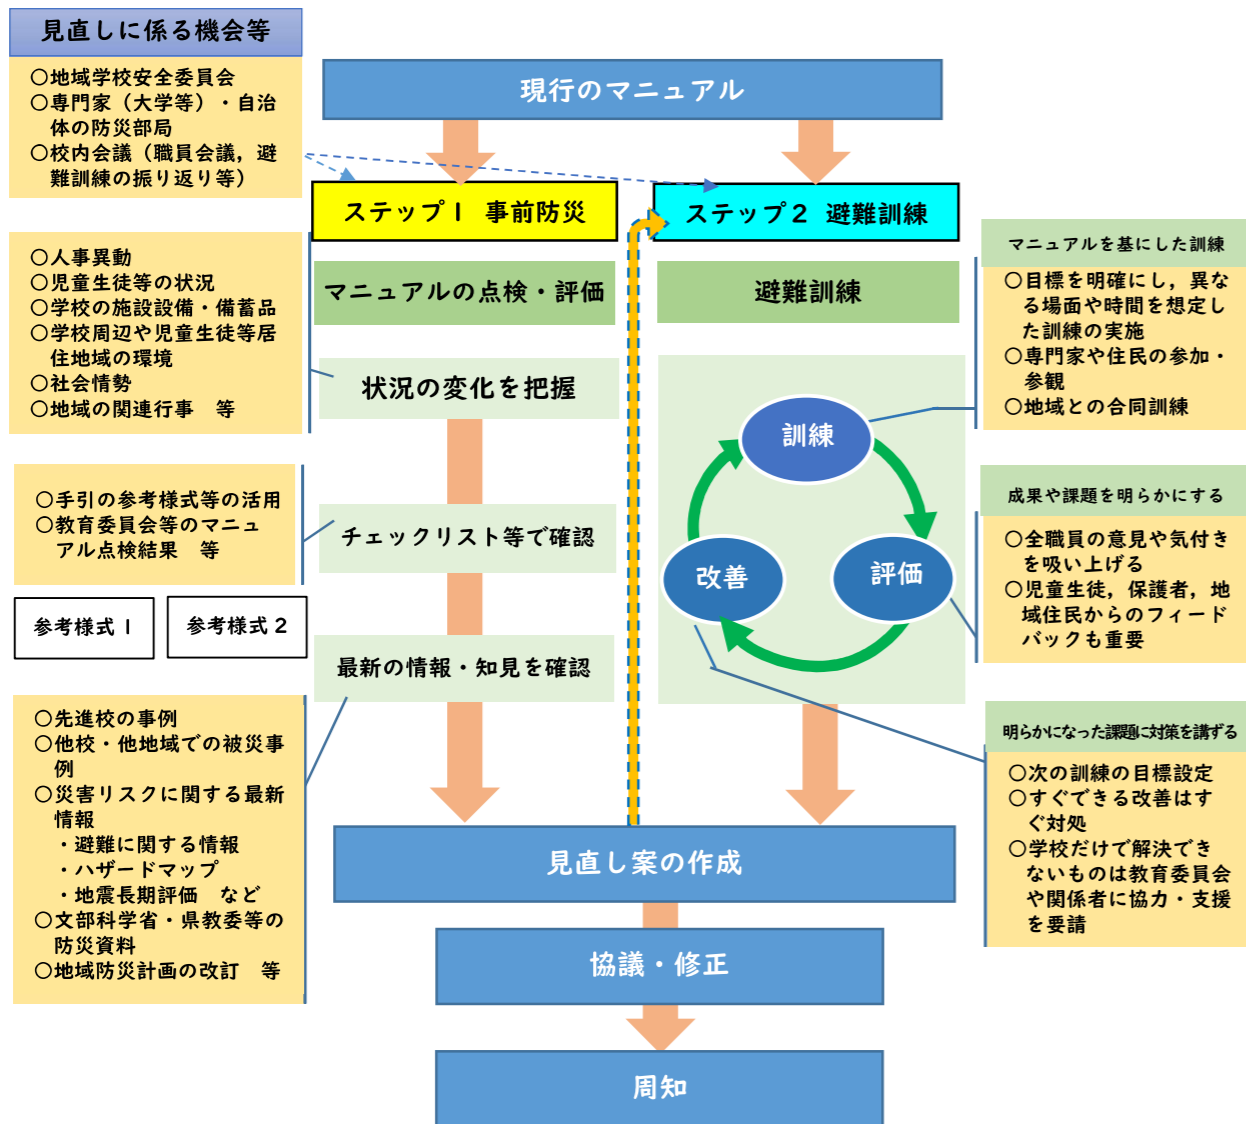 見直しに係る機会等
○地域学校安全委員会
○専門家（大学等）・自治
体の防災部局
○校内会議（職員会議，避
難訓練の振り返り等）
現行のマニュアル
ステップ１ 事前防災
ステップ２ 避難訓練
マニュアルの点検・評価
避難訓練
○人事異動
○児童生徒等の状況
○学校の施設設備・備蓄品
○学校周辺や児童生徒等居
住地域の環境
○社会情勢
○地域の関連行事　等
状況の変化を把握
○手引の参考様式等の活用
○教育委員会等のマニュ
アル点検結果　等
チェックリスト等で確認
参考様式１
参考様式２
最新の情報・知見を確認
○先進校の事例
○他校・他地域での被災事
例
○災害リスクに関する最新
情報
・避難に関する情報
・ハザードマップ
・地震長期評価　など
○文部科学省・県教委等の
防災資料
○地域防災計画の改訂　等
訓練
評価
改善
マニュアルを基にした訓練
○目標を明確にし，異な
る場面や時間を想定し
た訓練の実施
○専門家や住民の参加・
参観
○地域との合同訓練
成果や課題を明らかにする
○全職員の意見や気付き
を吸い上げる
○児童生徒，保護者，地
域住民からのフィード
バックも重要
明らかになった課題に対策を講ずる
○次の訓練の目標設定
○すぐできる改善はす
ぐ対処
○学校だけで解決でき
ないものは教育委員会
や関係者に協力・支援
を要請
見直し案の作成
協議・修正
周知